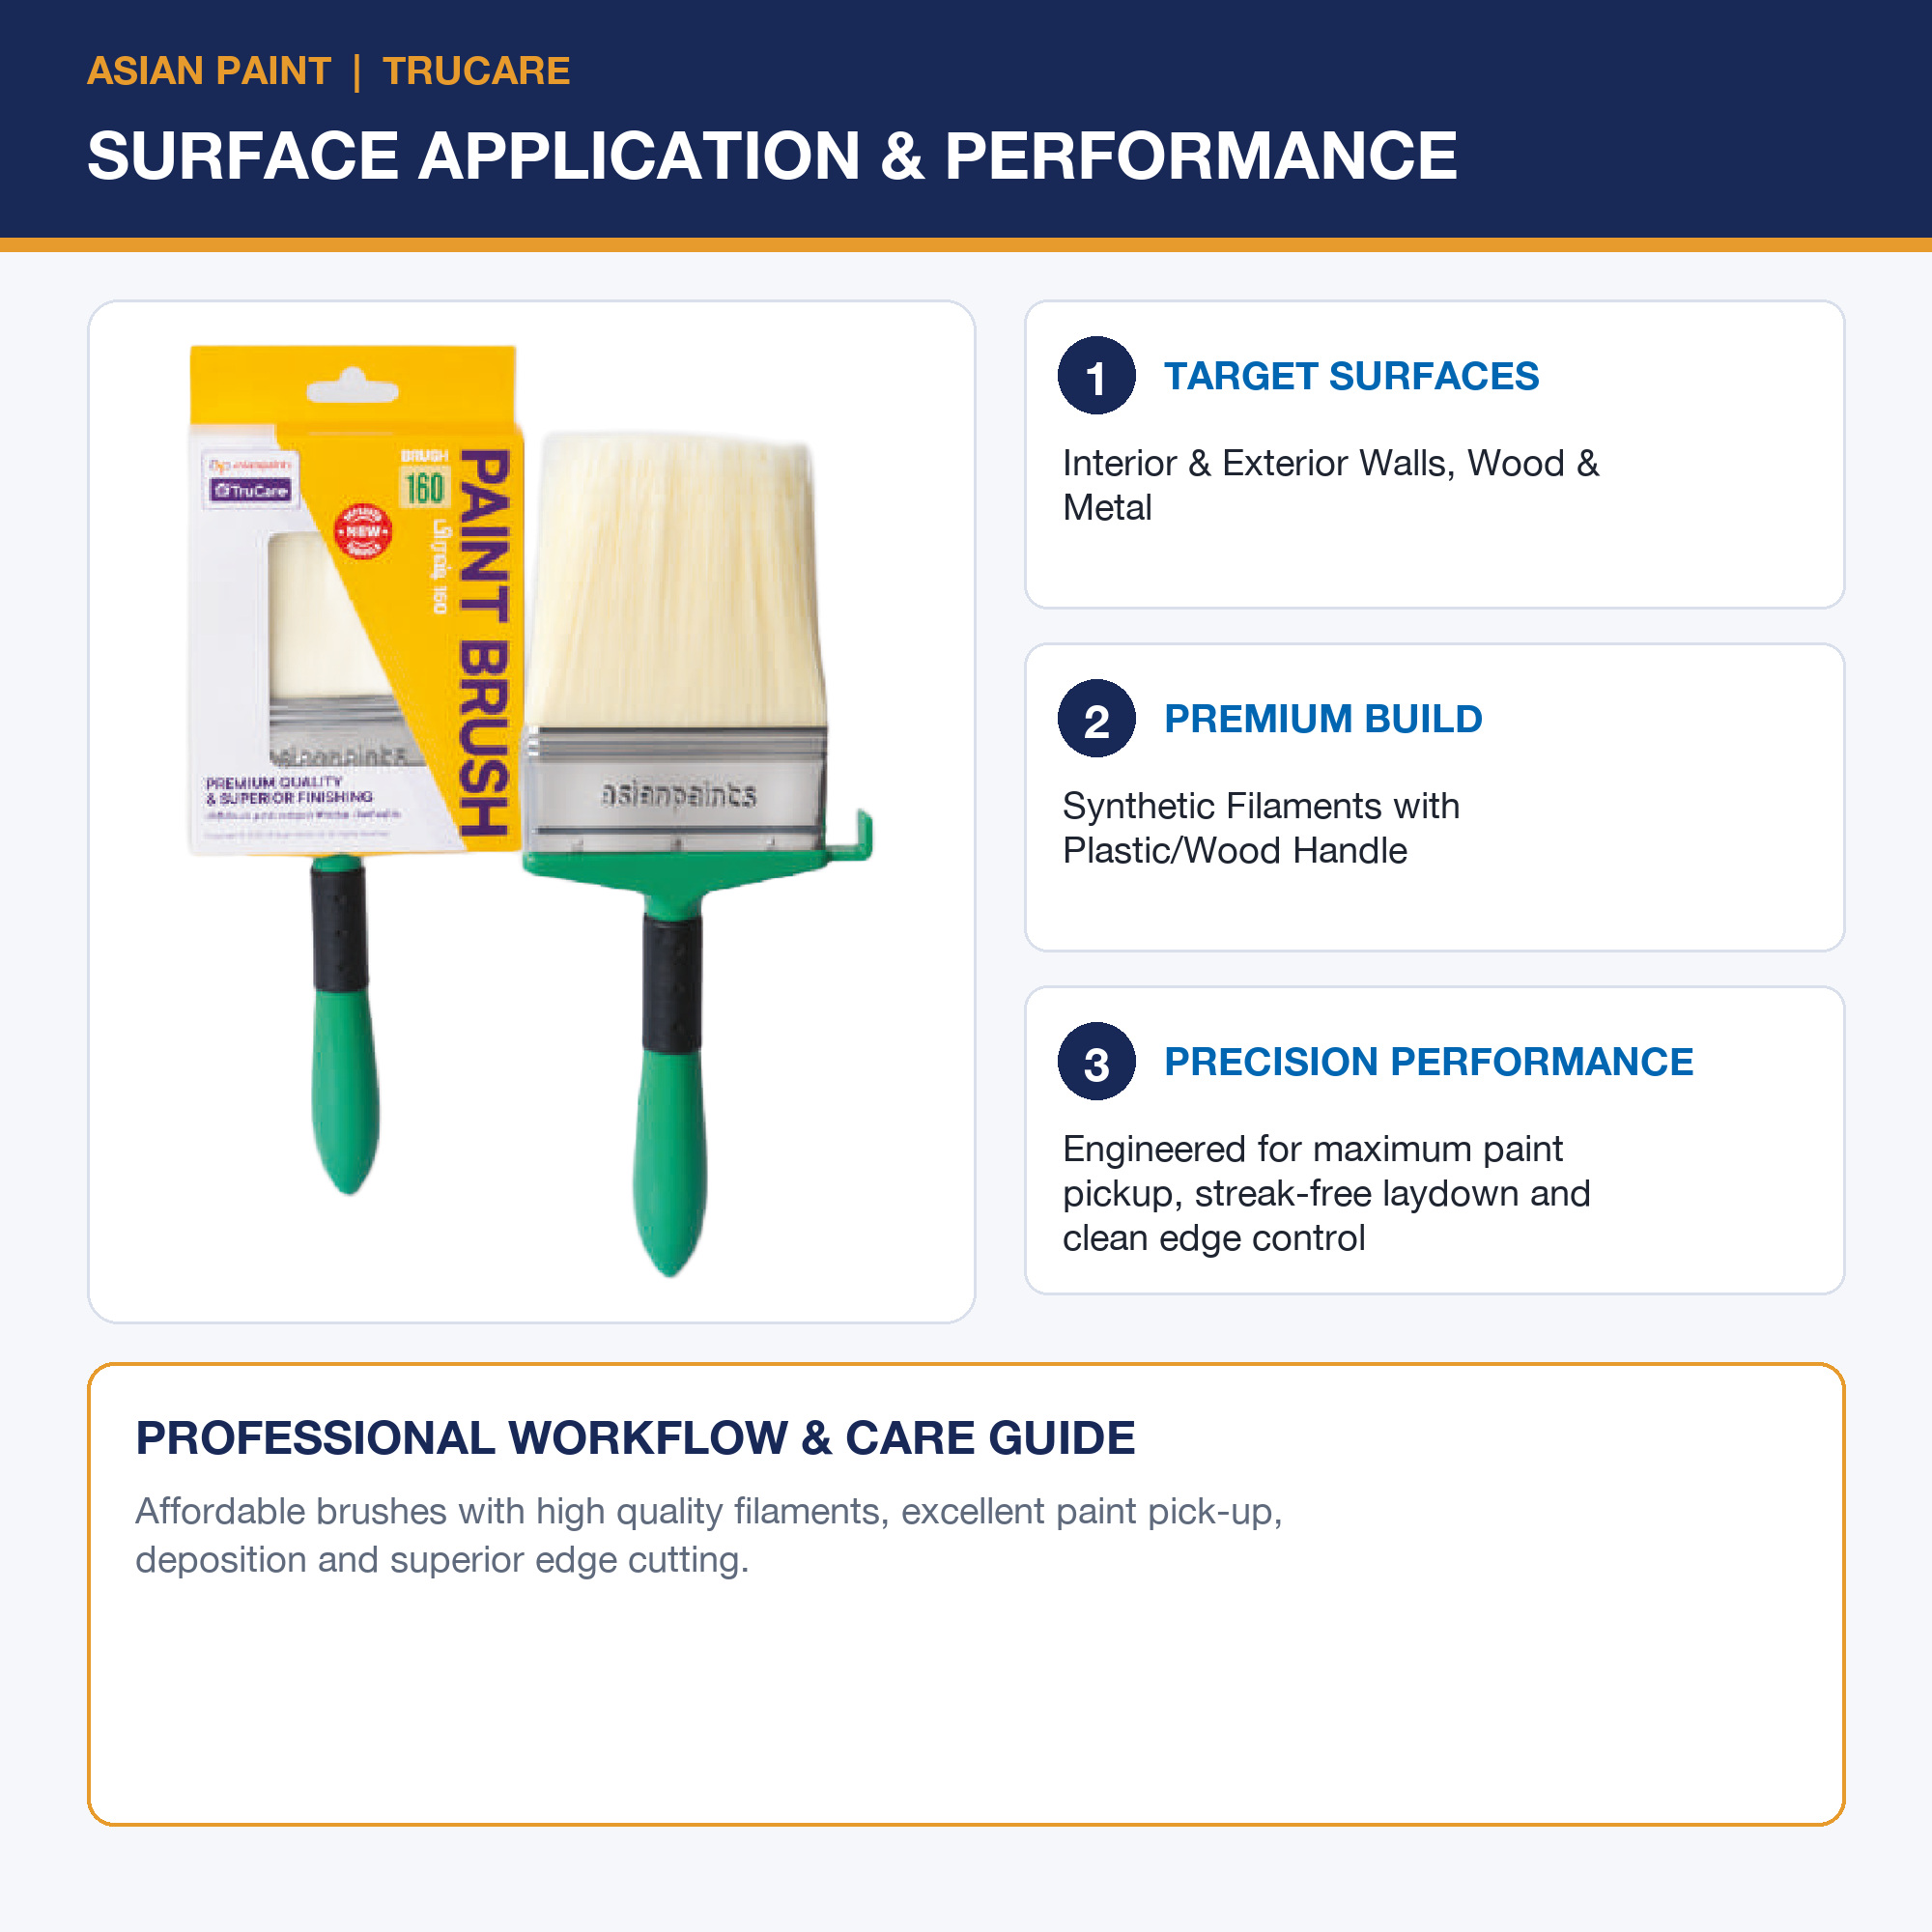 ASIAN PAINT | TRUCARE
SURFACE APPLICATION & PERFORMANCE
asianpaints
TruCare
BRUSH
160
NEW
PAINT BRUSH
asianpaints
PREMIUM QUALITY
& SUPERIOR FINISHING
asianpaints
1 TARGET SURFACES
Interior & Exterior Walls, Wood &
Metal
2 PREMIUM BUILD
Synthetic Filaments with
Plastic/Wood Handle
3 PRECISION PERFORMANCE
Engineered for maximum paint
pickup, streak-free laydown and
clean edge control
PROFESSIONAL WORKFLOW & CARE GUIDE
Affordable brushes with high quality filaments, excellent paint pick-up,
deposition and superior edge cutting.